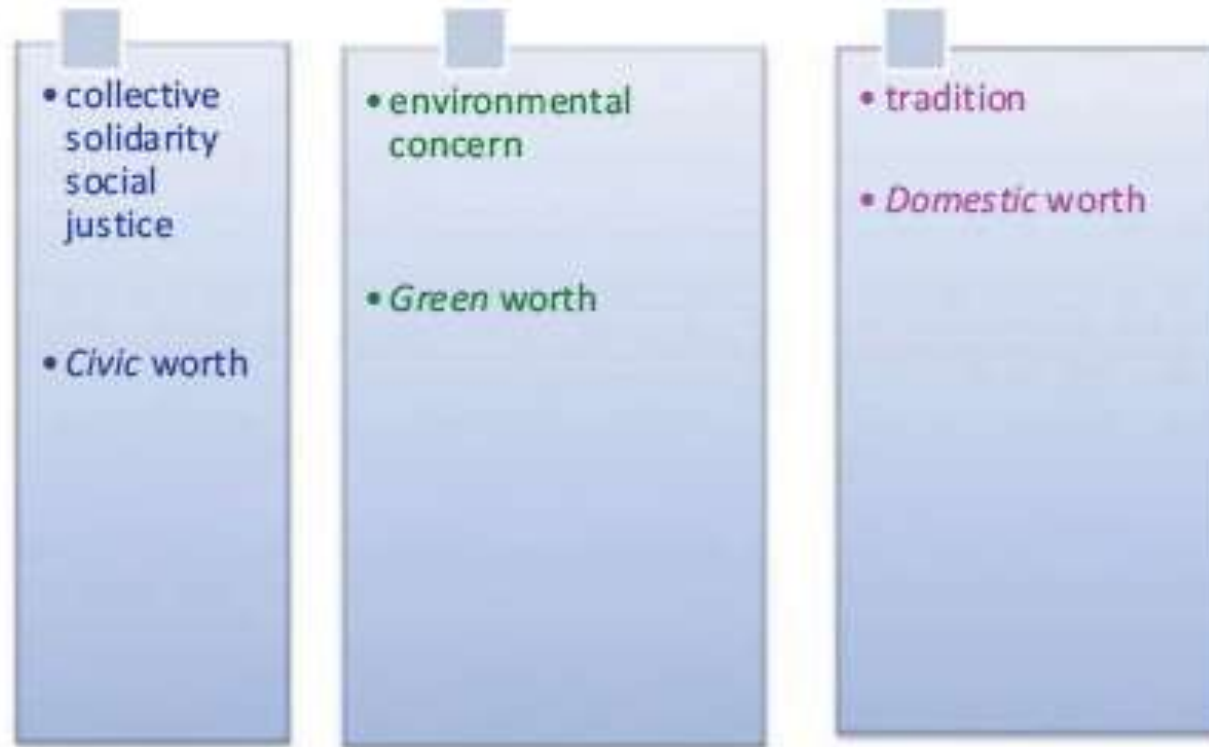 • collective
solidarity
social
justice
• Civic worth
• environmental
concern
• Green worth
• tradition
• Domestic worth